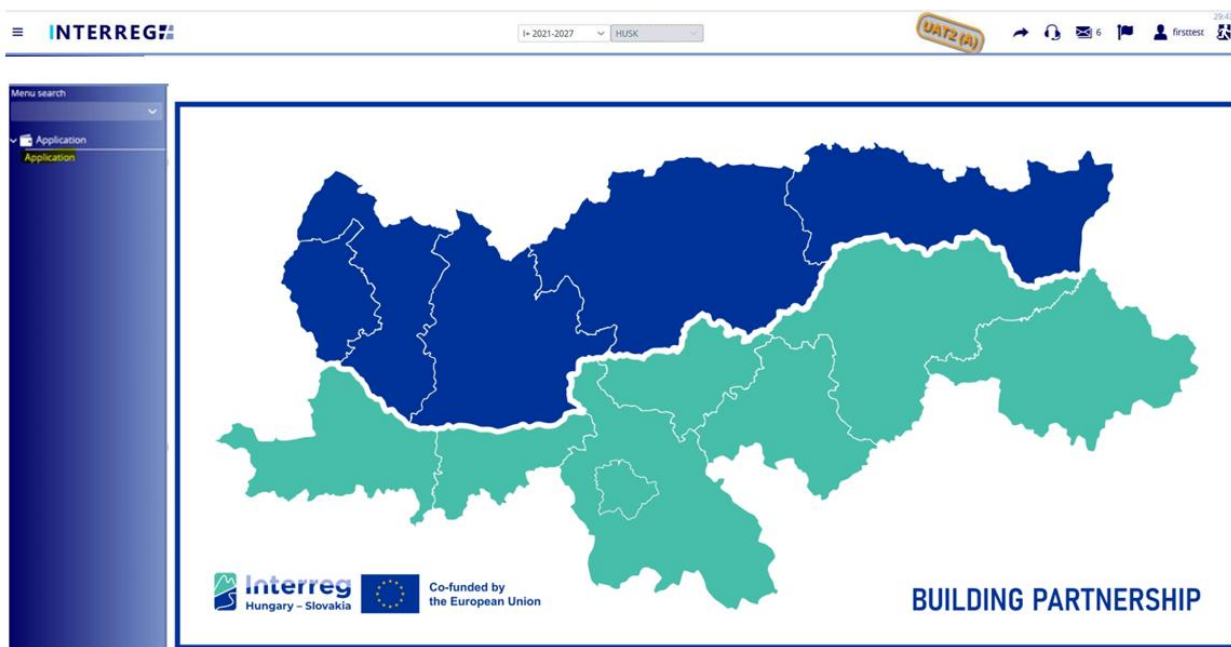 INTERREG+
I+ 2021-2027
HUSK
UAT2 (A)
6
firsttest
Menu search
Application
Application
Interreg
Hungary – Slovakia
Co-funded by
the European Union
BUILDING PARTNERSHIP